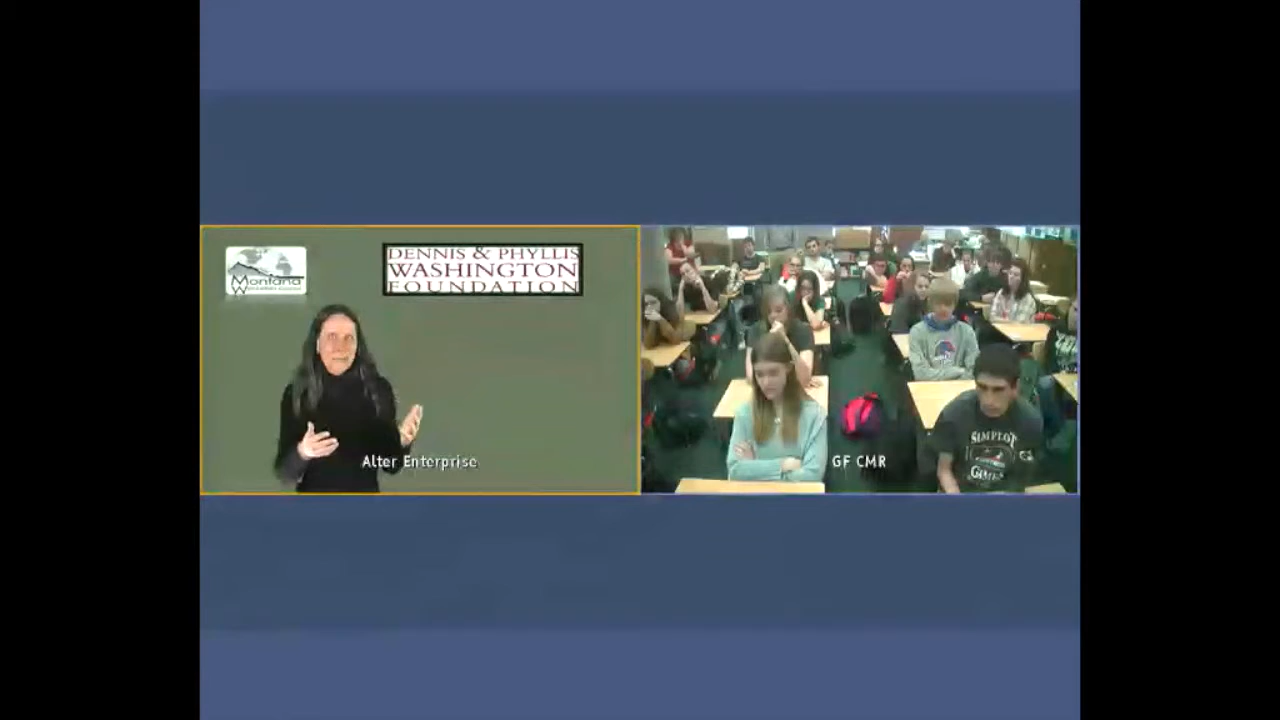 Montana
DENNIS & PHYLLIS
WASHINGTON
FOUNDATION
Alter Enterprise
GF CMR
SIMPLOT
GAMES